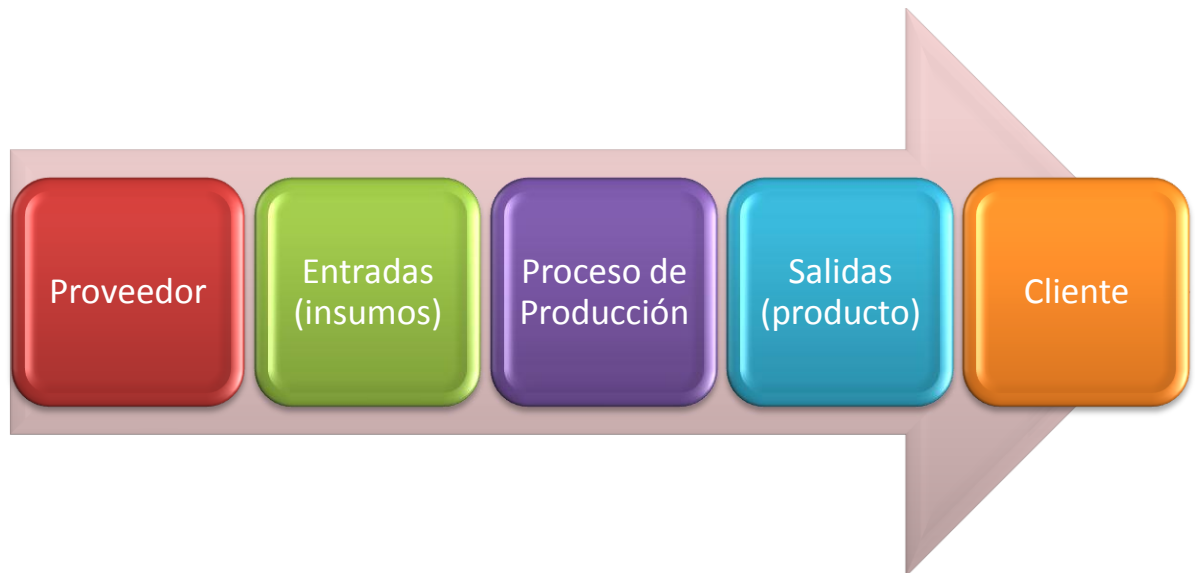 Proveedor
Entradas
(insumos)
Proceso de
Producción
Salidas
(producto)
Cliente